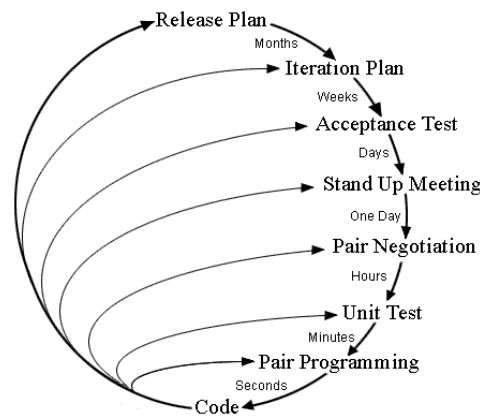 Release Plan
Months
Iteration Plan
Weeks
Acceptance Test
Days
Stand Up Meeting
One Day
Pair Negotiation
Hours
Unit Test
Minutes
Pair Programming
Seconds
Code